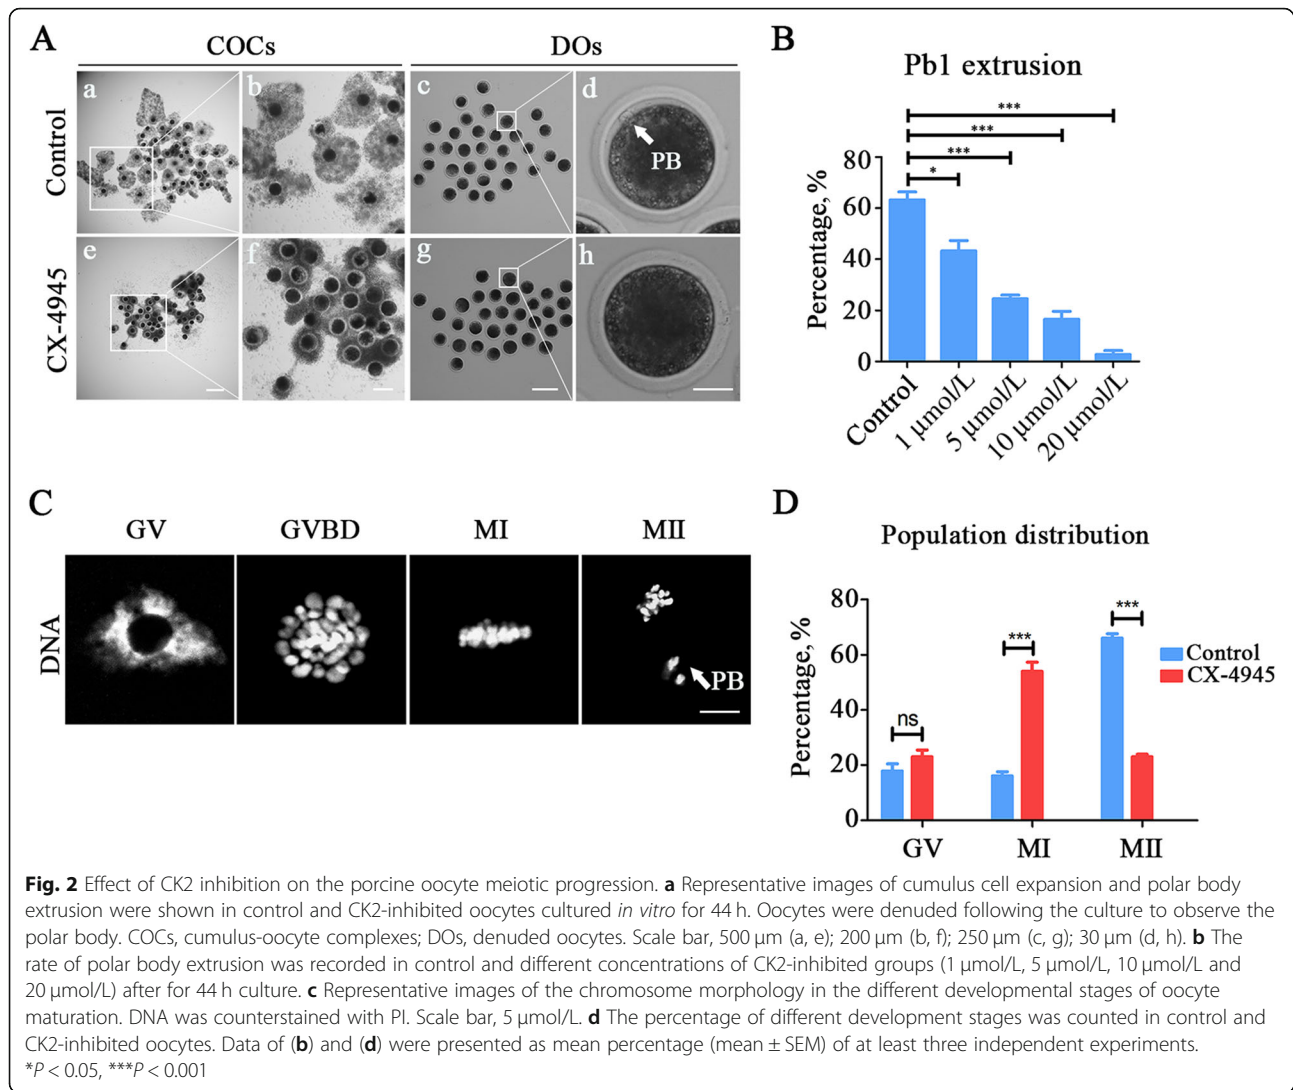 A
COCs
DOs
Control
a
b
c
d
PB
CX-4945
e
f
g
h
B
Pb1 extrusion
***
***
***
*
Percentage, %
80
60
40
20
0
Control
1 µmol/L
5 µmol/L
10 µmol/L
20 µmol/L
C
GV
GVBD
MI
MII
DNA
PB
D
Population distribution
Percentage, %
80
60
40
20
0
ns
***
***
Control
CX-4945
GV
MI
MII
Fig. 2 Effect of CK2 inhibition on the porcine oocyte meiotic progression. a Representative images of cumulus cell expansion and polar body
extrusion were shown in control and CK2-inhibited oocytes cultured in vitro for 44 h. Oocytes were denuded following the culture to observe the
polar body. COCs, cumulus-oocyte complexes; DOs, denuded oocytes. Scale bar, 500 µm (a, e); 200 µm (b, f); 250 µm (c, g); 30 µm (d, h). b The
rate of polar body extrusion was recorded in control and different concentrations of CK2-inhibited groups (1 µmol/L, 5 µmol/L, 10 µmol/L and
20 µmol/L) after for 44 h culture. c Representative images of the chromosome morphology in the different developmental stages of oocyte
maturation. DNA was counterstained with PI. Scale bar, 5 µmol/L. d The percentage of different development stages was counted in control and
CK2-inhibited oocytes. Data of (b) and (d) were presented as mean percentage (mean ± SEM) of at least three independent experiments.
*P < 0.05, ***P < 0.001